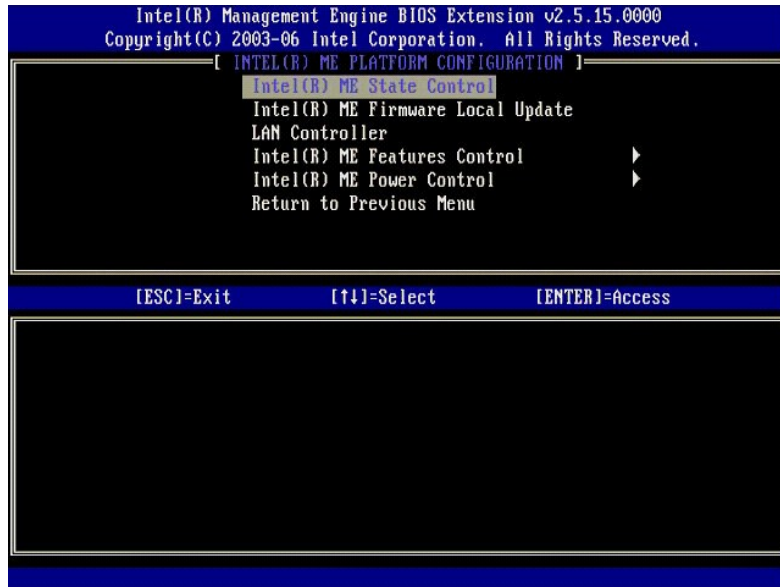 Intel(R) Management Engine BIOS Extension v2.5.15.0000
Copyright(C) 2003-06 Intel Corporation. All Rights Reserved.
[ INTEL(R) ME PLATFORM CONFIGURATION ]
Intel(R) ME State Control
Intel(R) ME Firmware Local Update
LAN Controller
Intel(R) ME Features Control
Intel(R) ME Power Control
Return to Previous Menu
[ESC]=Exit [↑↓]=Select [ENTER]=Access